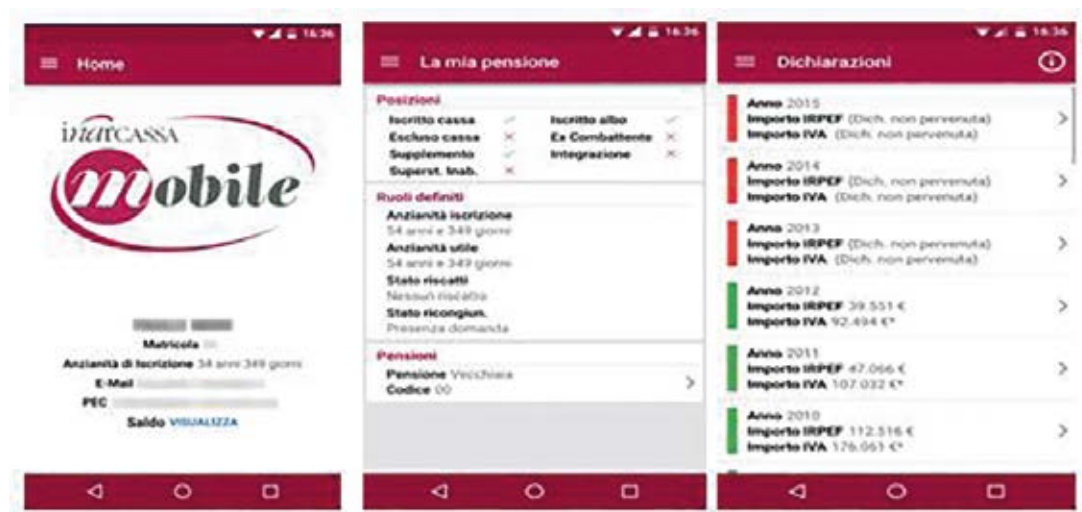 16:36
Home
inarCASSA
mobile
Matricola
Anzianità di Iscrizione 54 anni 349 giorni
E-Mail
PEC
Saldo VISUALIZZA
16:36
La mia pensione
Posizioni
Iscritto cassa
Iscritto albo
Escluso cassa
Ex Combattente
Supplemento
Integrazione
Superst. Inab.
Ruoli definiti
Anzianità iscrizione
54 anni e 349 giorni
Anzianità utile
54 anni e 349 giorni
Stato riscatti
Nessun riscatto
Stato ricongiun.
Presenza domanda
Pensioni
Pensione Vecchiaia
Codice 00
16:36
Dichiarazioni
Anno 2015
Importo IRPEF (Dich. non pervenuta)
Importo IVA (Dich. non pervenuta)
Anno 2014
Importo IRPEF (Dich. non pervenuta)
Importo IVA (Dich. non pervenuta)
Anno 2013
Importo IRPEF (Dich. non pervenuta)
Importo IVA (Dich. non pervenuta)
Anno 2012
Importo IRPEF 39.551 €
Importo IVA 92.494 €*
Anno 2011
Importo IRPEF 47.066 €
Importo IVA 107.032 €*
Anno 2010
Importo IRPEF 112.516 €
Importo IVA 176.061 €*